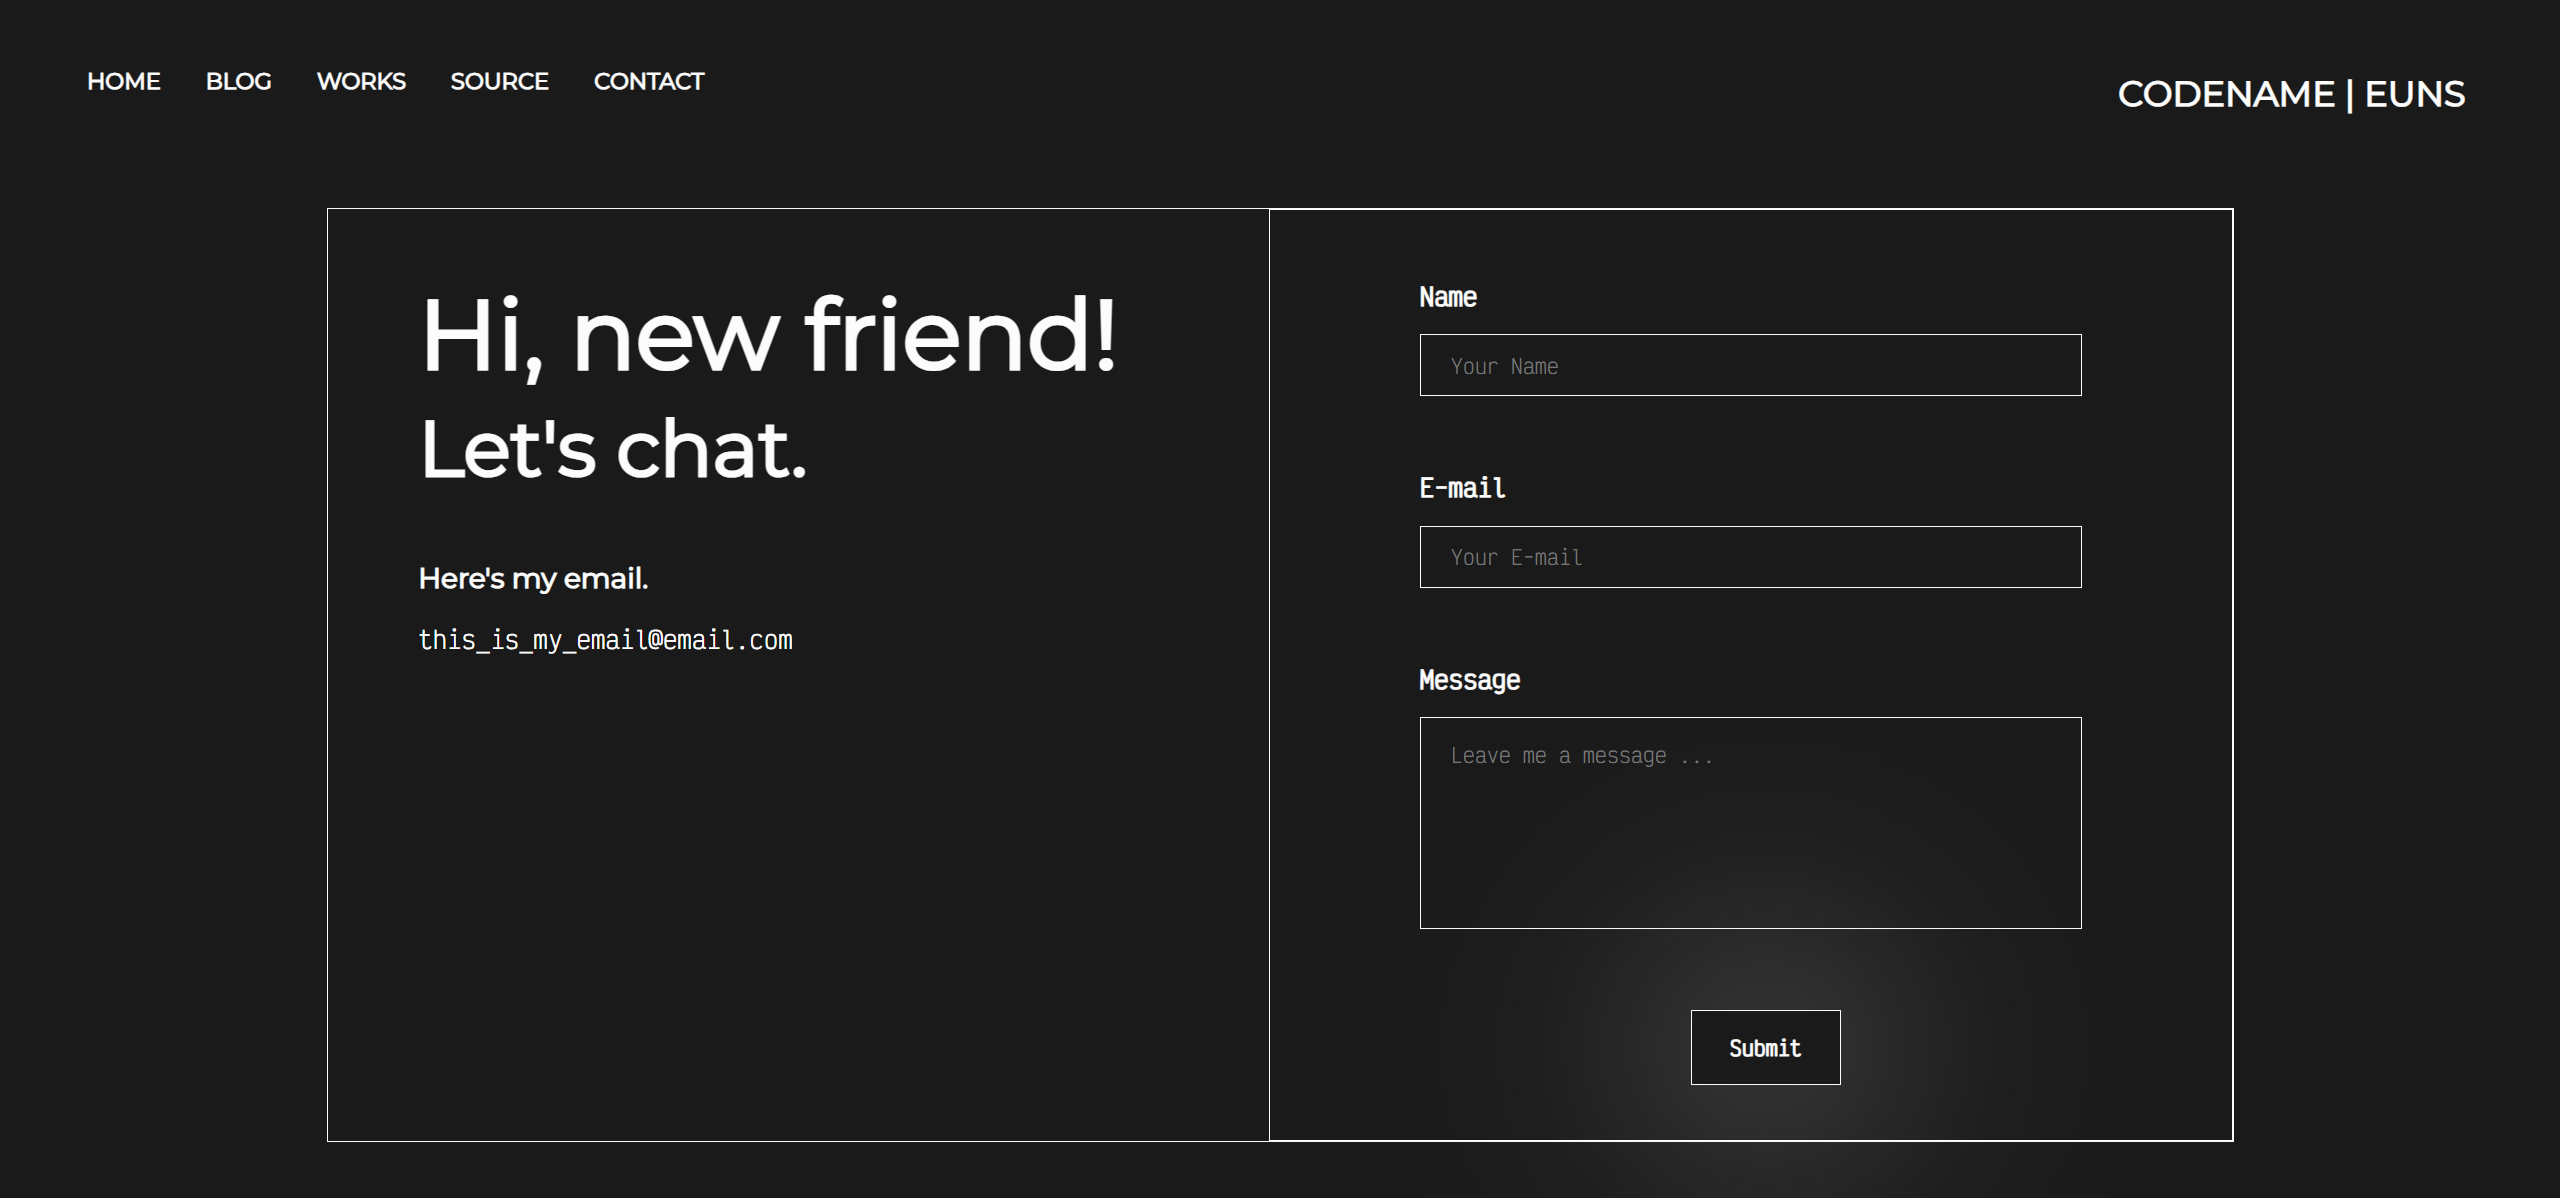 HOME BLOG WORKS SOURCE CONTACT
CODENAME | EUNS
Hi, new friend!
Let's chat.
Here's my email.
this_is_my_email@email.com
Name
Your Name
E-mail
Your E-mail
Message
Leave me a message ...
Submit